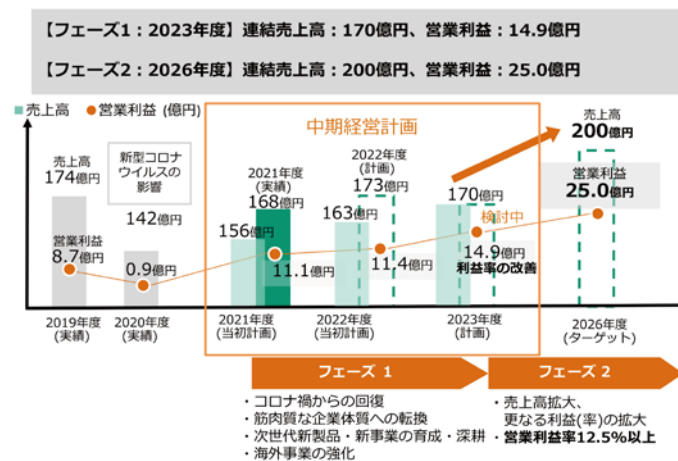 【フェーズ1：2023年度】連結売上高：170億円、営業利益：14.9億円
【フェーズ2：2026年度】連結売上高：200億円、営業利益：25.0億円
売上高 営業利益 (億円)
中期経営計画
売上高
174億円
新型コロナ
ウイルスの
影響
142億円
営業利益
8.7億円
0.9億円
2021年度
(実績)
168億円
156億円
11.1億円
2022年度
(計画)
173億円
163億円
11.4億円
170億円
検討中
14.9億円
利益率の改善
売上高
200億円
営業利益
25.0億円
2019年度
(実績)
2020年度
(実績)
2021年度
(当初計画)
2022年度
(当初計画)
2023年度
(計画)
2026年度
(ターゲット)
フェーズ 1
・コロナ禍からの回復
・筋肉質な企業体質への転換
・次世代新製品・新事業の育成・深耕
・海外事業の強化
フェーズ 2
・売上高拡大、
更なる利益(率)の拡大
・営業利益率12.5%以上